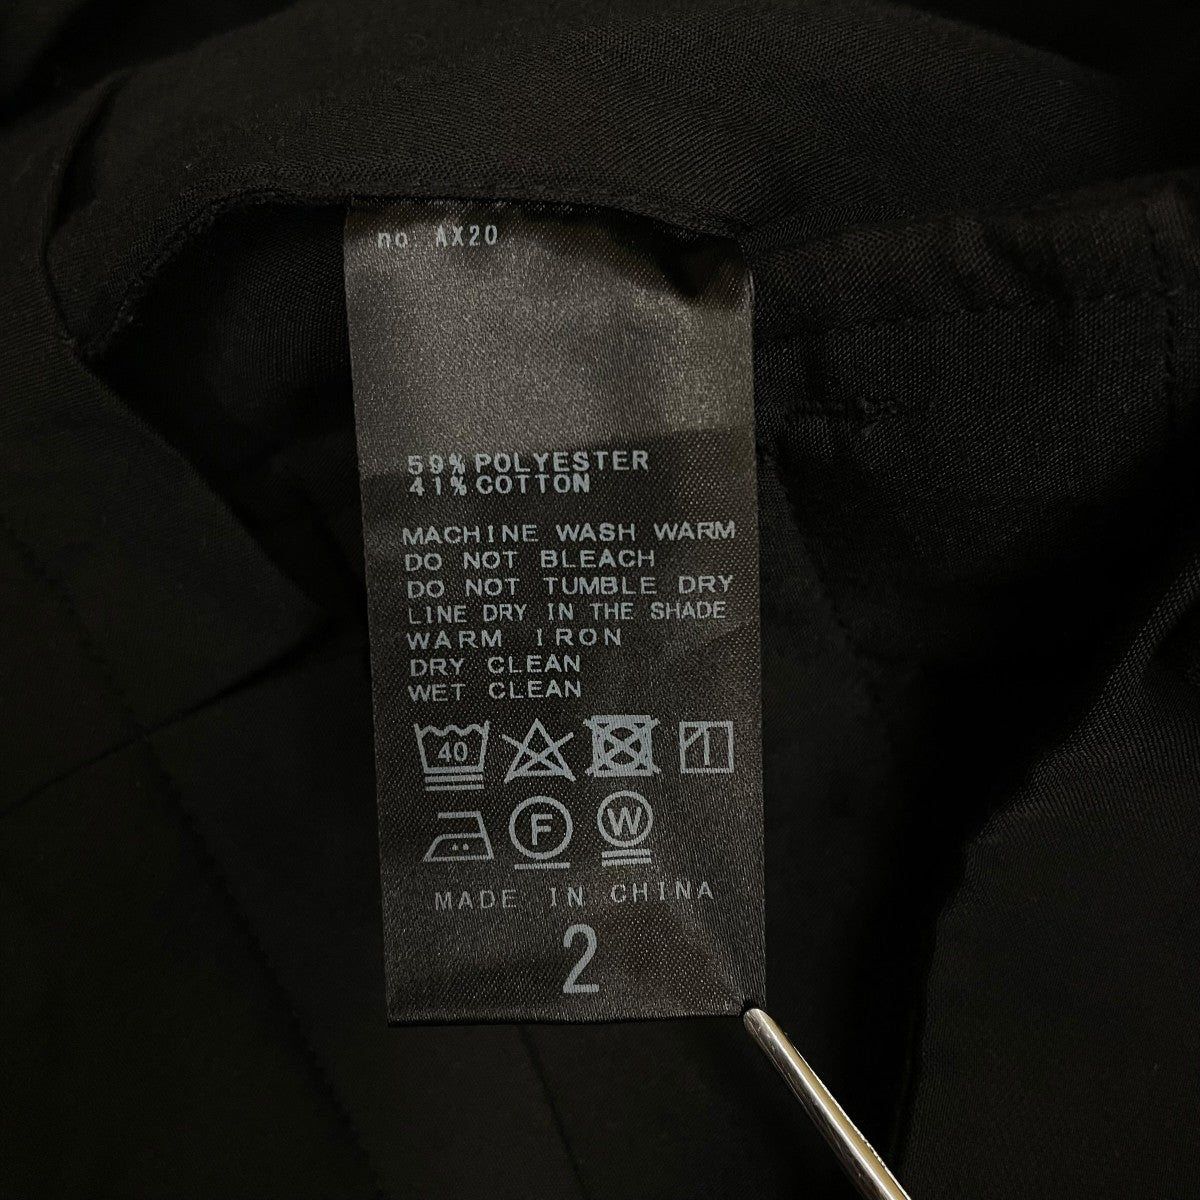 no AX20
59% POLYESTER
41% COTTON
MACHINE WASH WARM
DO NOT BLEACH
DO NOT TUMBLE DRY
LINE DRY IN THE SHADE
WARM IRON
DRY CLEAN
WET CLEAN
40
F W
MADE IN CHINA
2